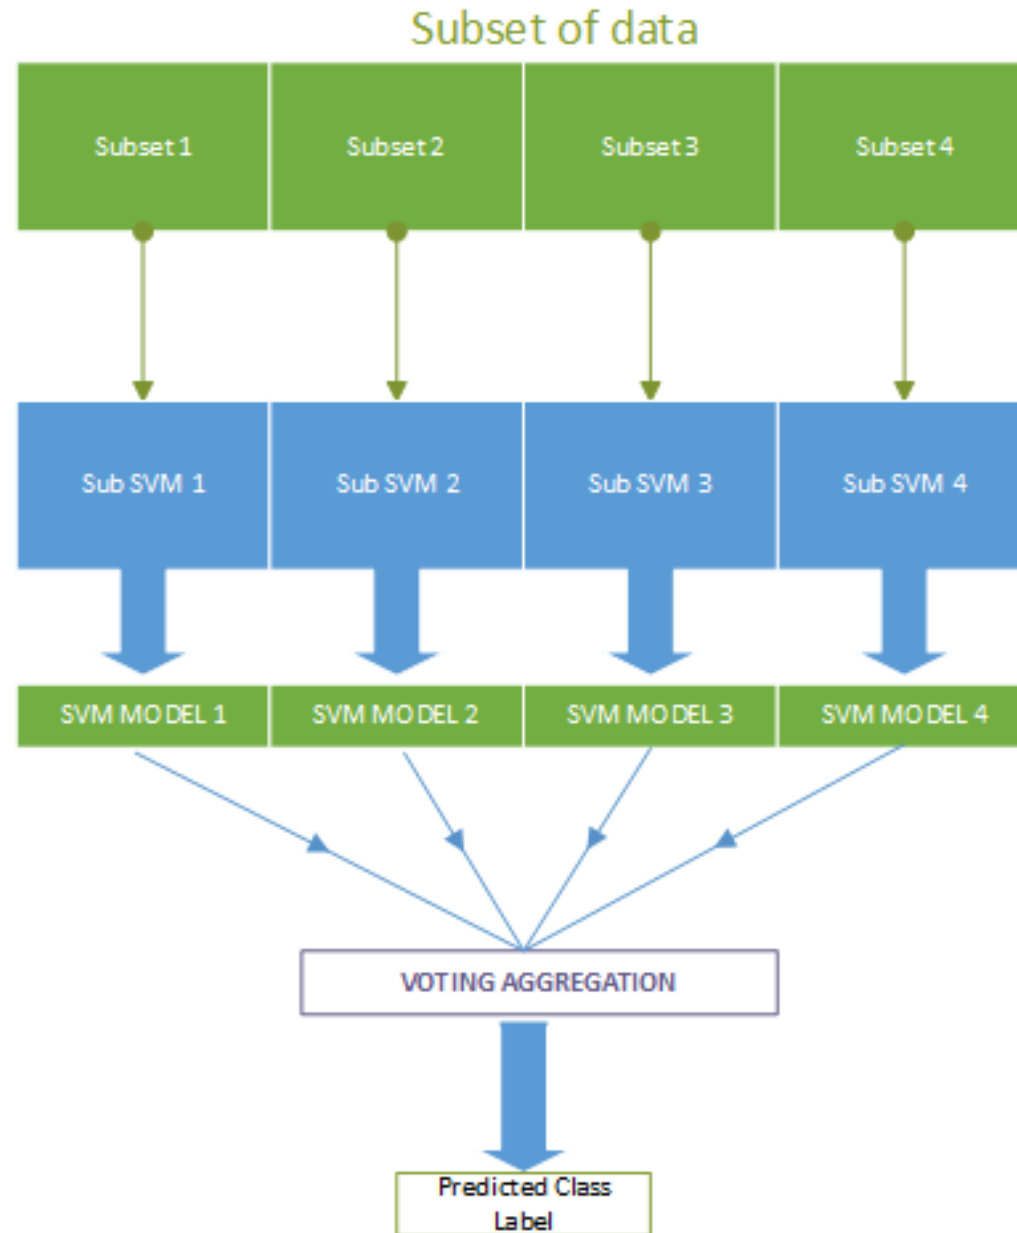 Subset of data
Subset 1
Subset 2
Subset 3
Subset 4
Sub SVM 1
Sub SVM 2
Sub SVM 3
Sub SVM 4
SVM MODEL 1
SVM MODEL 2
SVM MODEL 3
SVM MODEL 4
VOTING AGGREGATION
Predicted Class
Label